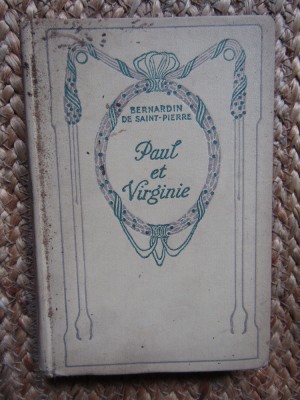 BERNARDIN
DE SAINT-PIERRE
Paul
et
Virginie